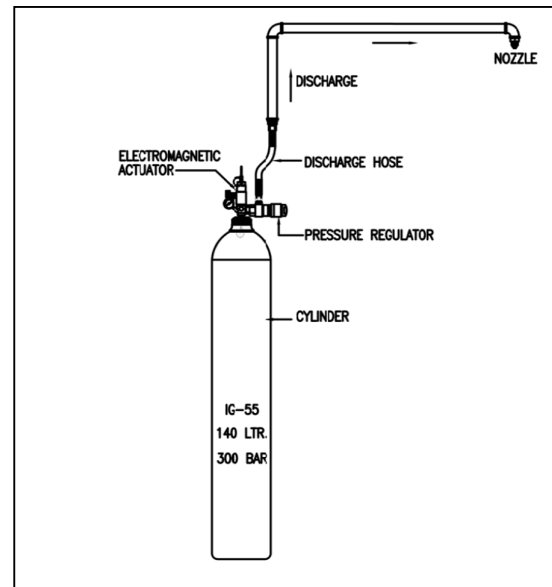 NOZZLE
DISCHARGE
ELECTROMAGNETIC
ACTUATOR
DISCHARGE HOSE
PRESSURE REGULATOR
CYLINDER
IG-55
140 LTR.
300 BAR